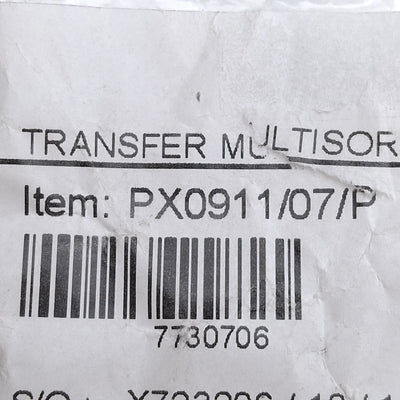 TRANSFER MULTISOR
Item: PX0911/07/P
7730706